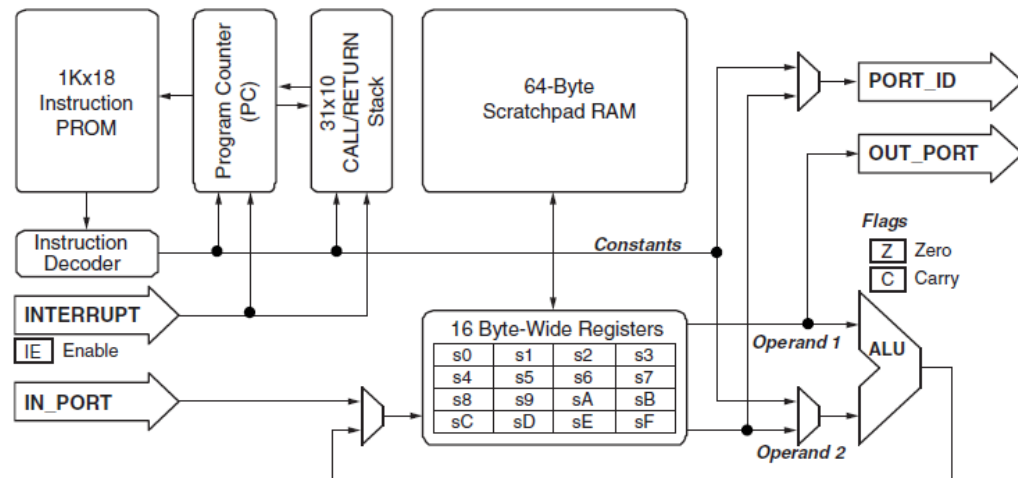 1Kx18
Instruction
PROM
Program Counter
(PC)
31x10
CALL/RETURN
Stack
64-Byte
Scratchpad RAM
PORT_ID
OUT_PORT
Instruction
Decoder
Constants
Flags
Z Zero
C Carry
INTERRUPT
IE Enable
16 Byte-Wide Registers
s0 s1 s2 s3
s4 s5 s6 s7
s8 s9 sA sB
sC sD sE sF
Operand 1
ALU
IN_PORT
Operand 2